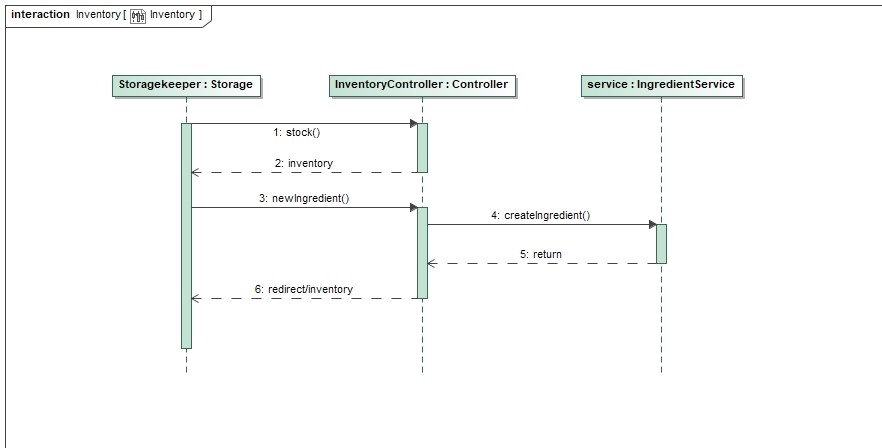 interaction Inventory [ Inventory ]
Storagekeeper : Storage
InventoryController : Controller
service : IngredientService
1: stock()
2: inventory
3: newIngredient()
4: createIngredient()
5: return
6: redirect/inventory